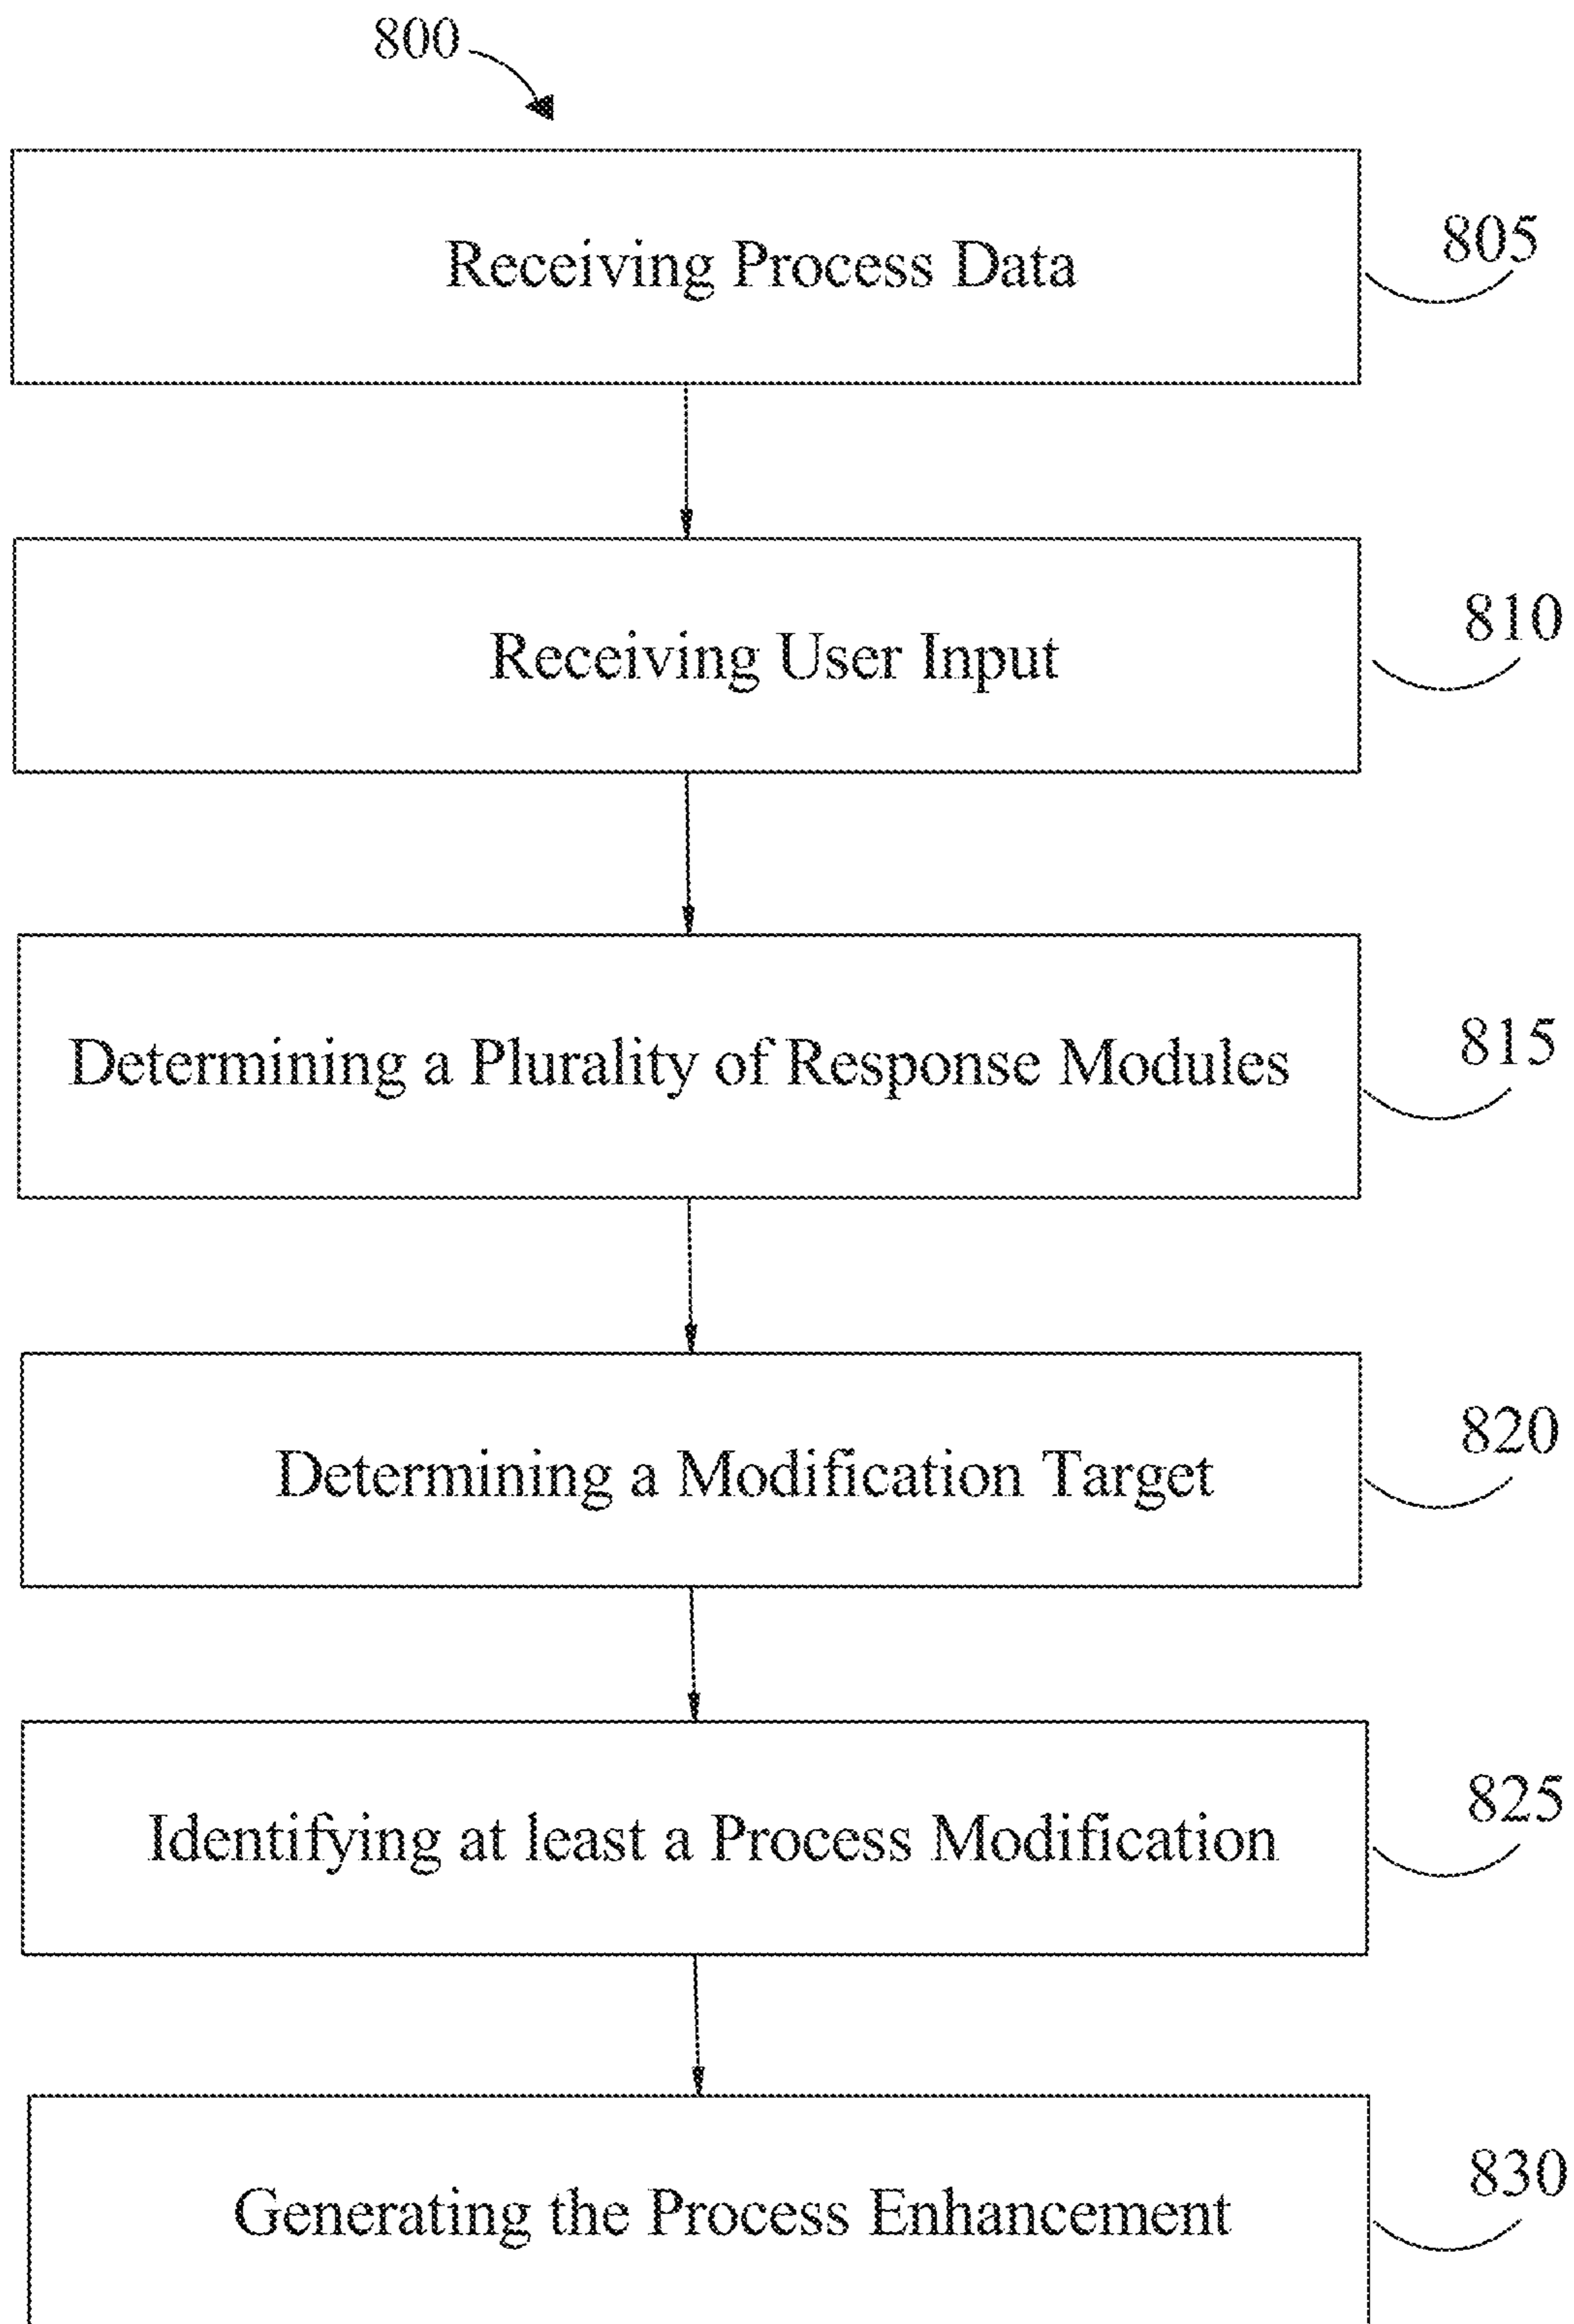 800
Receiving Process Data
805
Receiving User Input
810
Determining a Plurality of Response Modules
815
Determining a Modification Target
820
Identifying at least a Process Modification
825
Generating the Process Enhancement
830